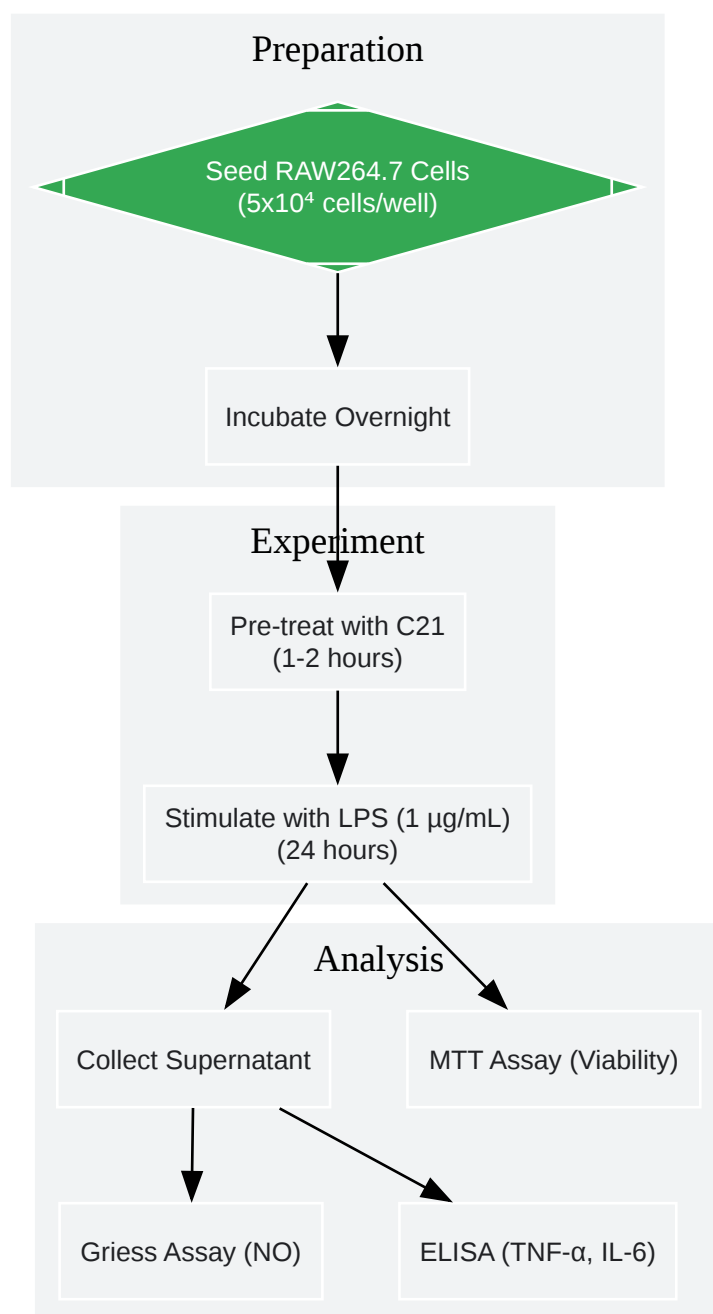 Preparation
Seed RAW264.7 Cells
(5x10⁴ cells/well)
Incubate Overnight
Experiment
Pre-treat with C21
(1-2 hours)
Stimulate with LPS (1 µg/mL)
(24 hours)
Analysis
Collect Supernatant
MTT Assay (Viability)
Griess Assay (NO)
ELISA (TNF-α, IL-6)